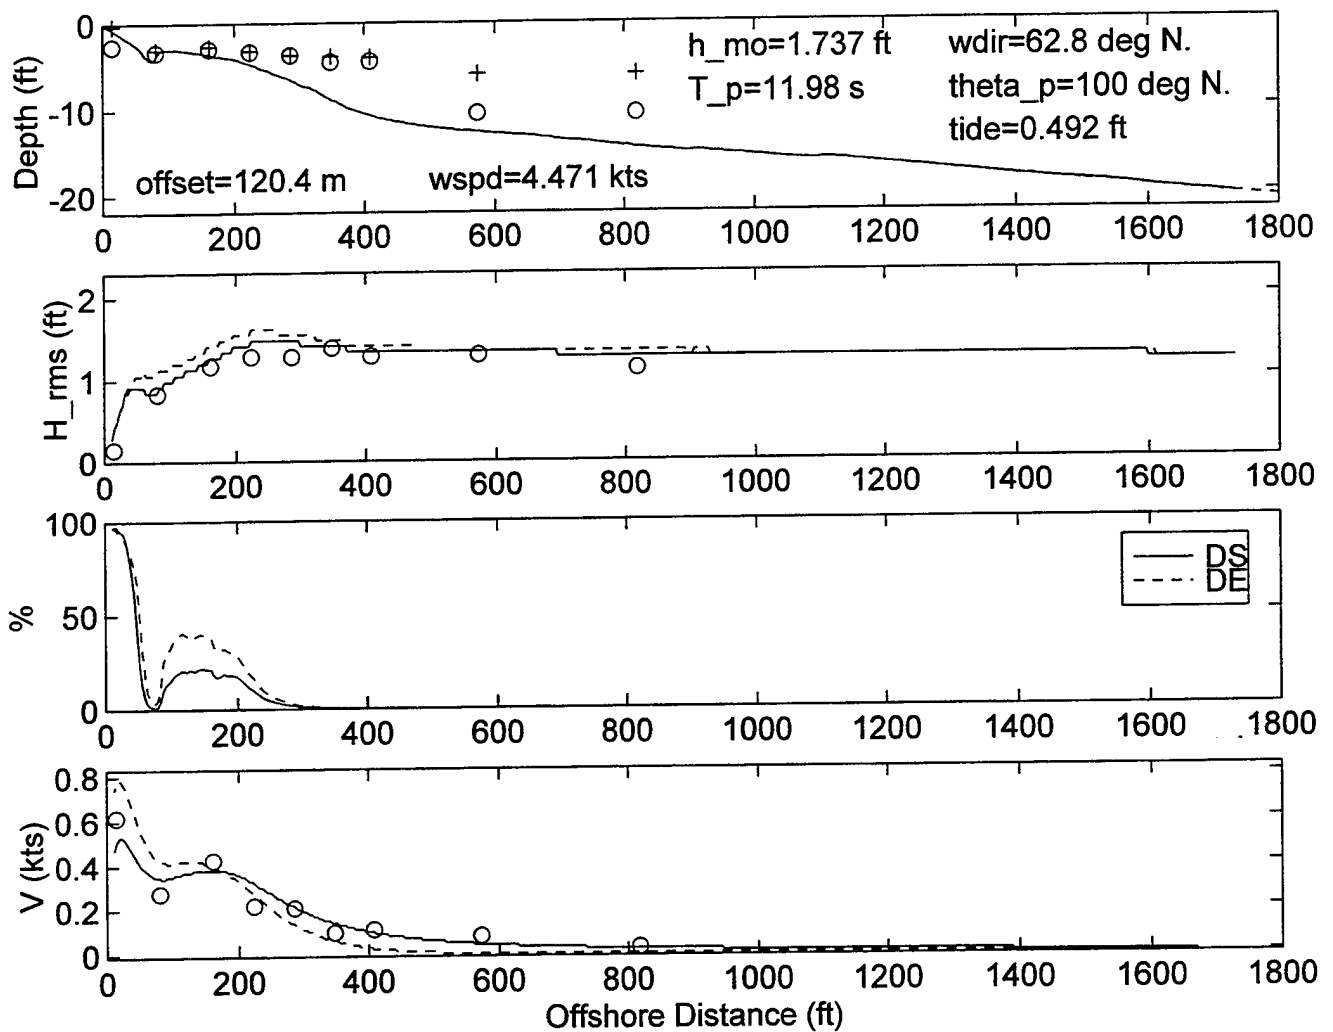 0
-10
-20
Depth (ft)
h_mo=1.737 ft
wdir=62.8 deg N.
T_p=11.98 s
theta_p=100 deg N.
tide=0.492 ft
offset=120.4 m
wspd=4.471 kts
0 200 400 600 800 1000 1200 1400 1600 1800
2
1
0
H_rms (ft)
0 200 400 600 800 1000 1200 1400 1600 1800
100
50
0
%
DS
DE
0 200 400 600 800 1000 1200 1400 1600 1800
0.8
0.6
0.4
0.2
0
V (kts)
0 200 400 600 800 1000 1200 1400 1600 1800
Offshore Distance (ft)